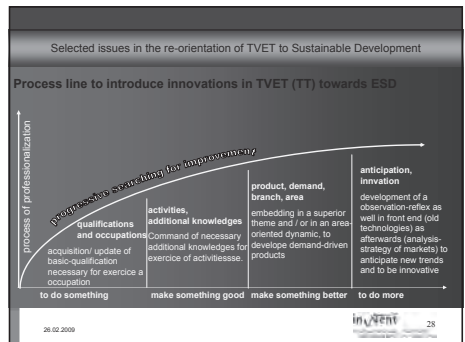 Selected issues in the re-orientation of TVET to Sustainable Development
Process line to introduce innovations in TVET (TT) towards ESD
process of professionalization
progressive searching for improvement
qualifications
and occupations
acquisition/ update of
basic-qualification
necessary for exercice a
occupation
activities,
additional knowledges
Command of necessary
additional knowledges for
exercice of activitiessse.
product, demand,
branch, area
embedding in a superior
theme and / or in an area-
oriented dynamic, to
develope demand-driven
products
anticipation,
innvation
development of a
observation-reflex as
well in front end (old
technologies) as
afterwards (analysis-
strategy of markets) to
anticipate new trends
and to be innovative
to do something
make something good
make something better
to do more
26.02.2009
28